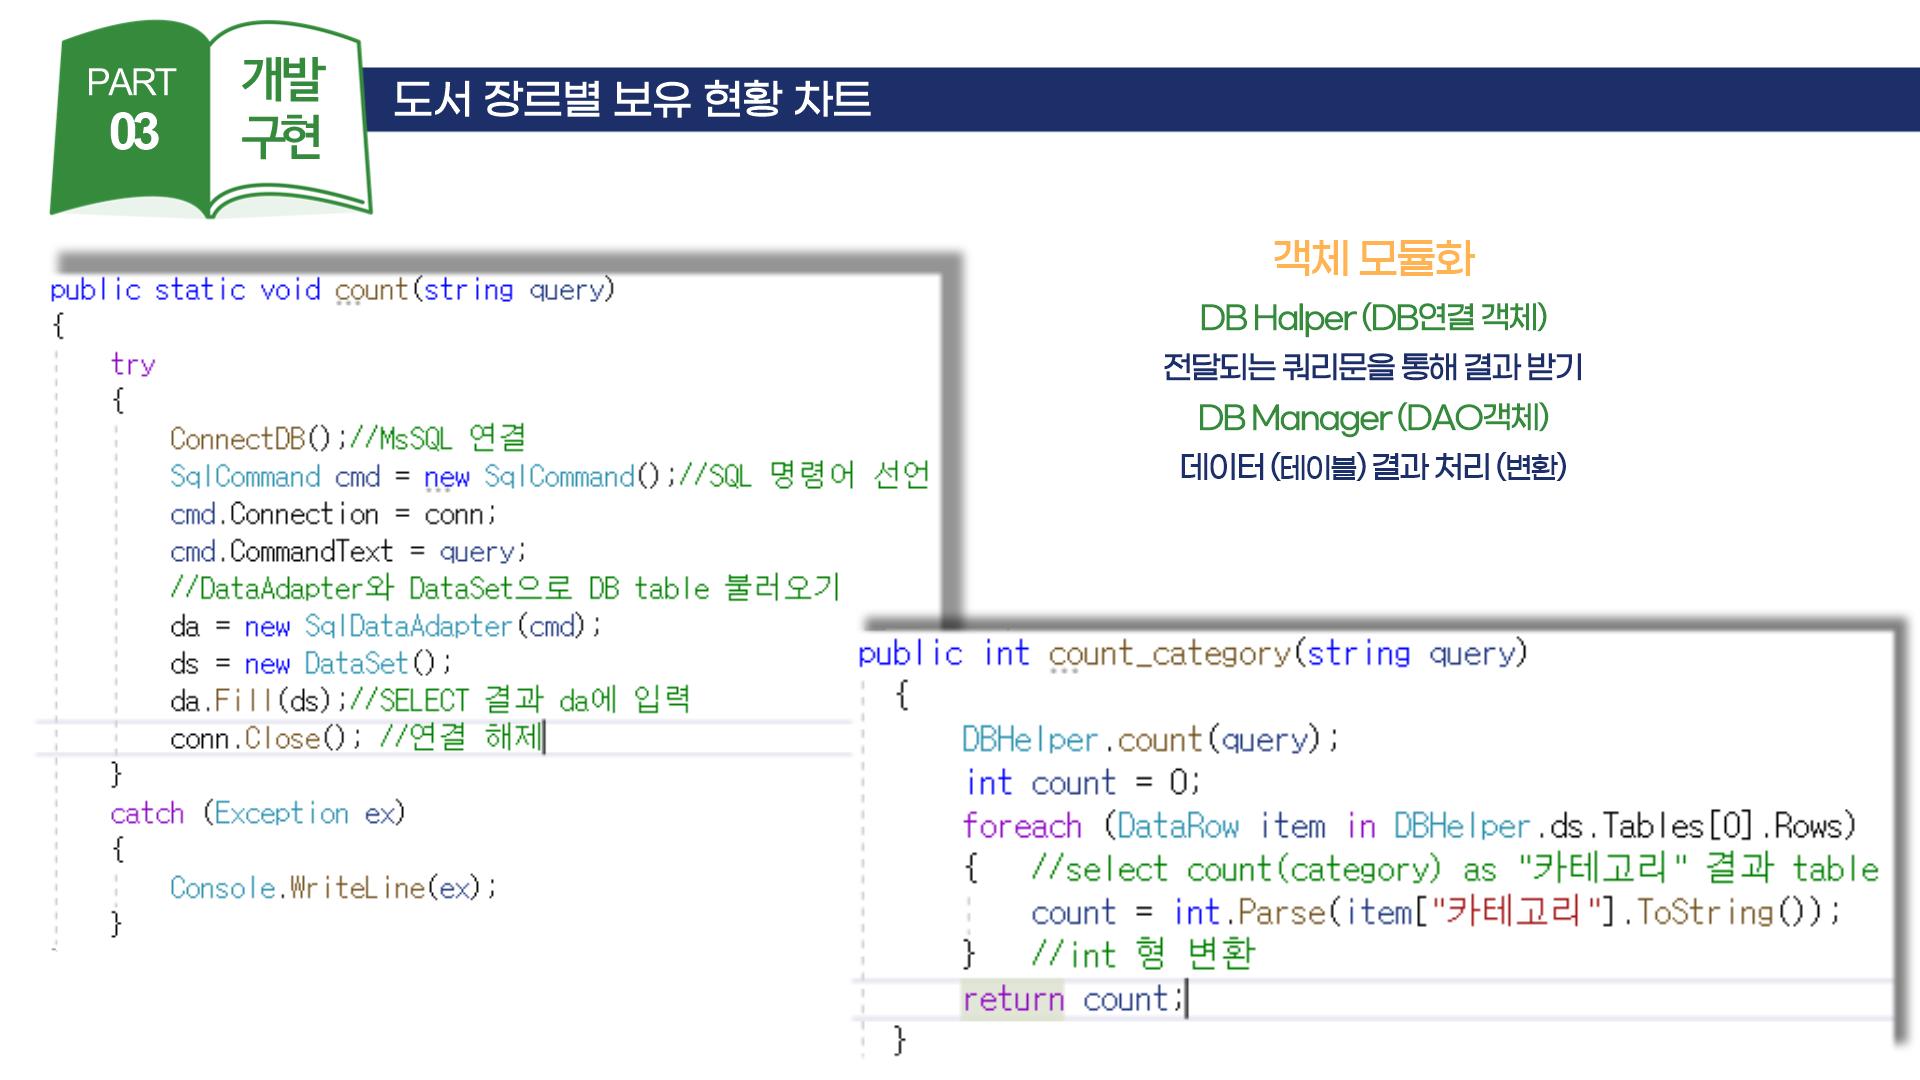 PART
03
개발
구현
도서 장르별 보유 현황 차트
public static void count(string query)
{
try
{
ConnectDB();//MsSQL 연결
SqlCommand cmd = new SqlCommand();//SQL 명령어 선언
cmd.Connection = conn;
cmd.CommandText = query;
//DataAdapter와 DataSet으로 DB table 불러오기
da = new SqlDataAdapter(cmd);
ds = new DataSet();
da.Fill(ds);//SELECT 결과 da에 입력
conn.Close(); //연결 해제
}
catch (Exception ex)
{
Console.WriteLine(ex);
}
객체 모듈화
DB Halper (DB연결 객체)
전달되는 쿼리문을 통해 결과 받기
DB Manager (DAO객체)
데이터 (테이블) 결과 처리 (변환)
public int count_category(string query)
{
DBHelper.count(query);
int count = 0;
foreach (DataRow item in DBHelper.ds.Tables[0].Rows)
{ //select count(category) as "카테고리" 결과 table
count = int.Parse(item["카테고리"].ToString());
} //int 형 변환
return count;
}